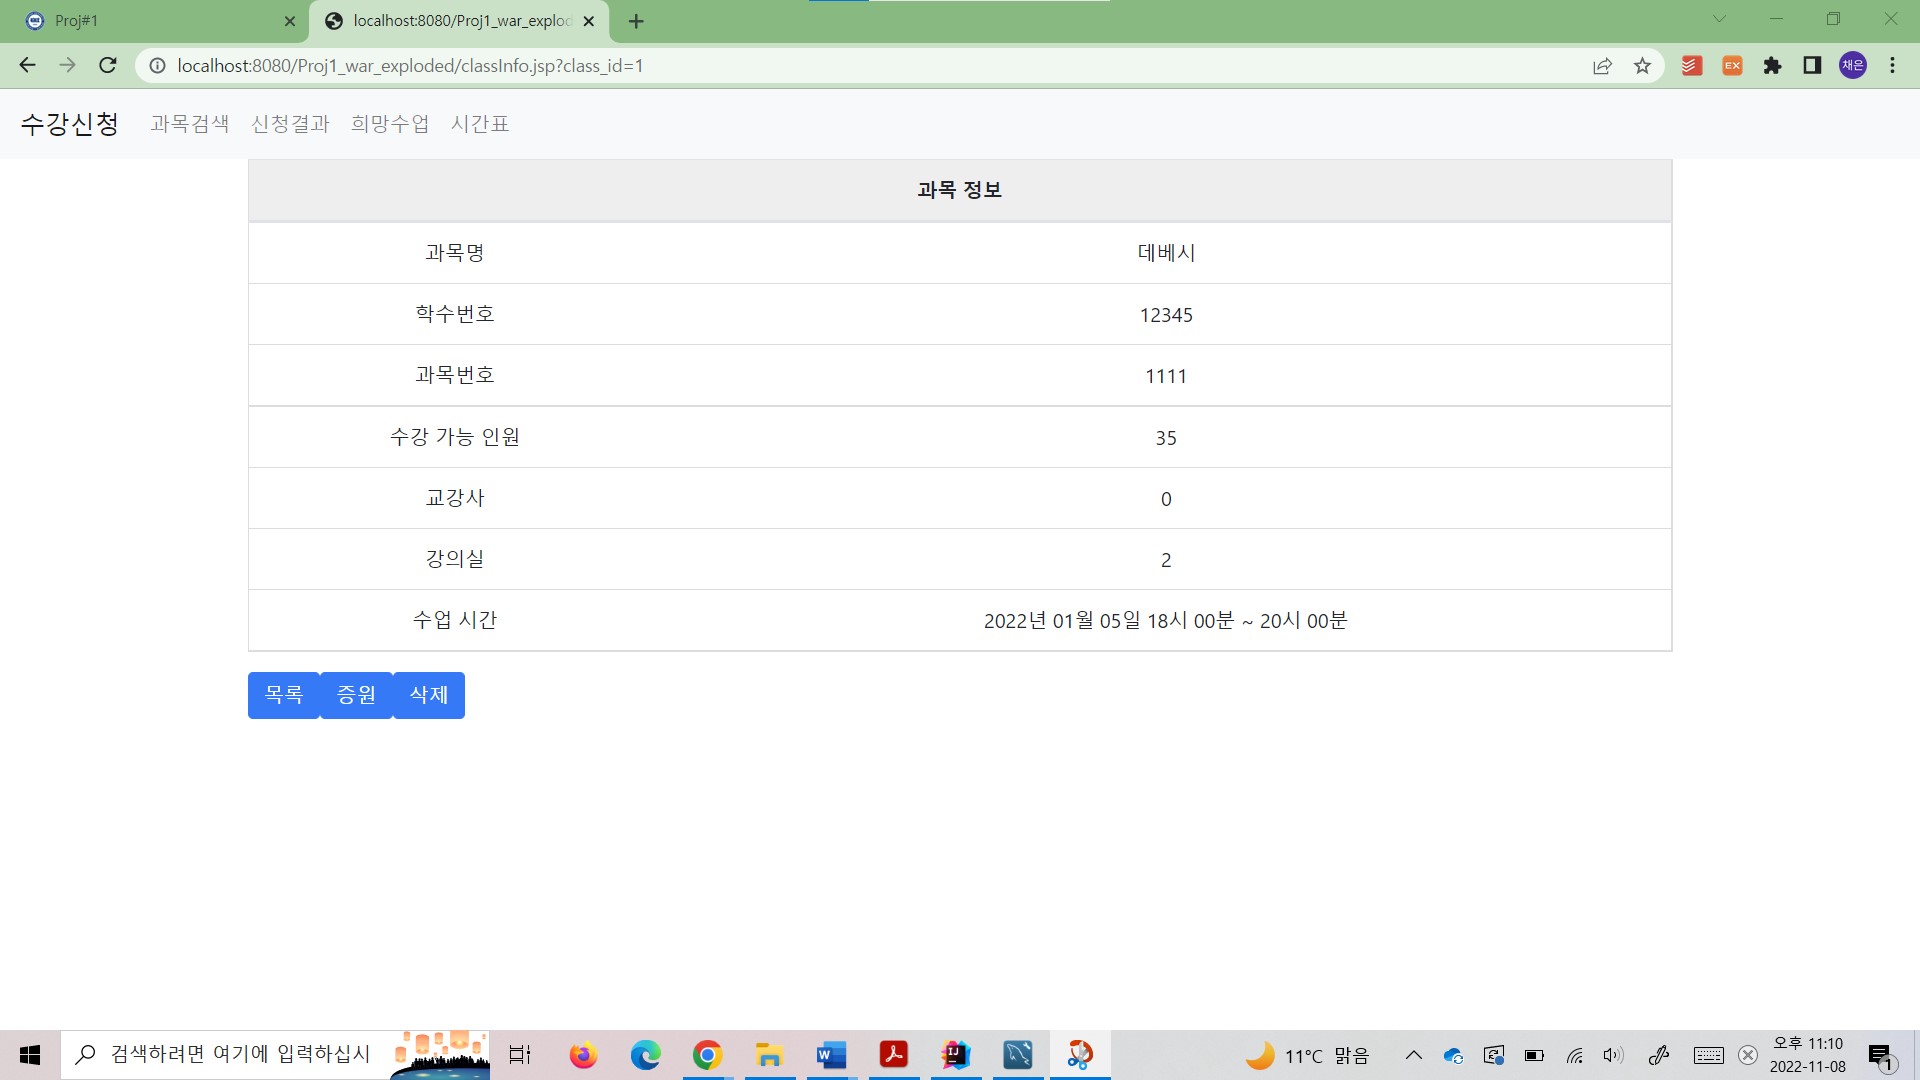 Proj#1
localhost:8080/Proj1_war_explod
localhost:8080/Proj1_war_exploded/classInfo.jsp?class_id=1
EX
채은
수강신청 과목검색 신청결과 희망수업 시간표
과목 정보
과목명 데베시
학수번호 12345
과목번호 1111
수강 가능 인원 35
교강사 0
강의실 2
수업 시간 2022년 01월 05일 18시 00분 ~ 20시 00분
목록 증원 삭제
검색하려면 여기에 입력하십시
W
IJ
11°C 맑음
오후 11:10
2022-11-08
1